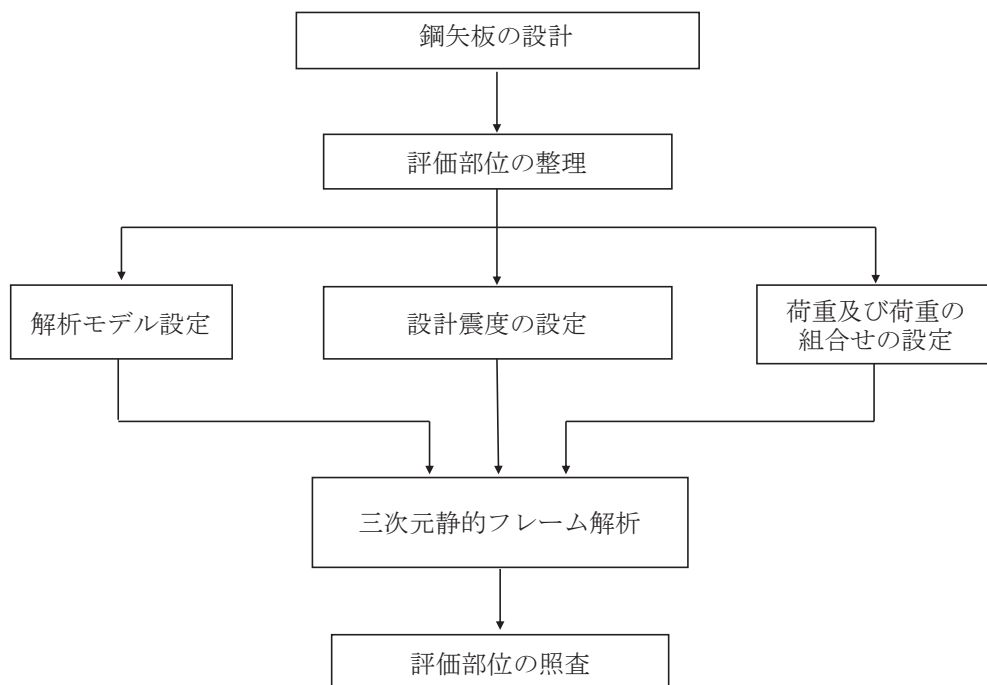 鋼矢板の設計
評価部位の整理
解析モデル設定
設計震度の設定
荷重及び荷重の
組合せの設定
三次元静的フレーム解析
評価部位の照査